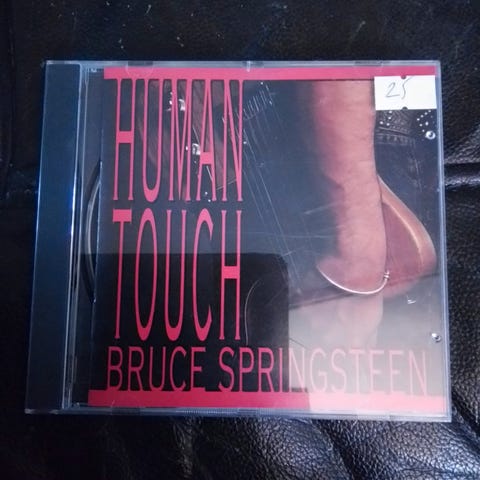 25
HUMAN
TOUCH
BRUCE SPRINGSTEEN